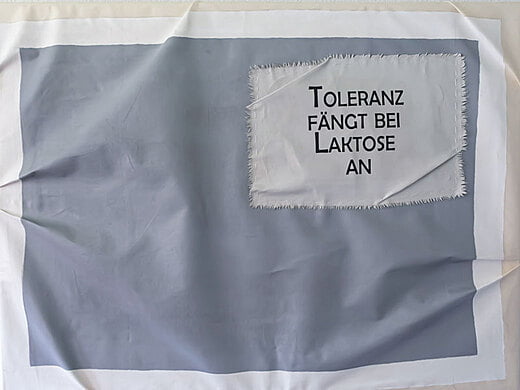 TOLERANZ
FÄNGT BEI
LAKTOSE
AN